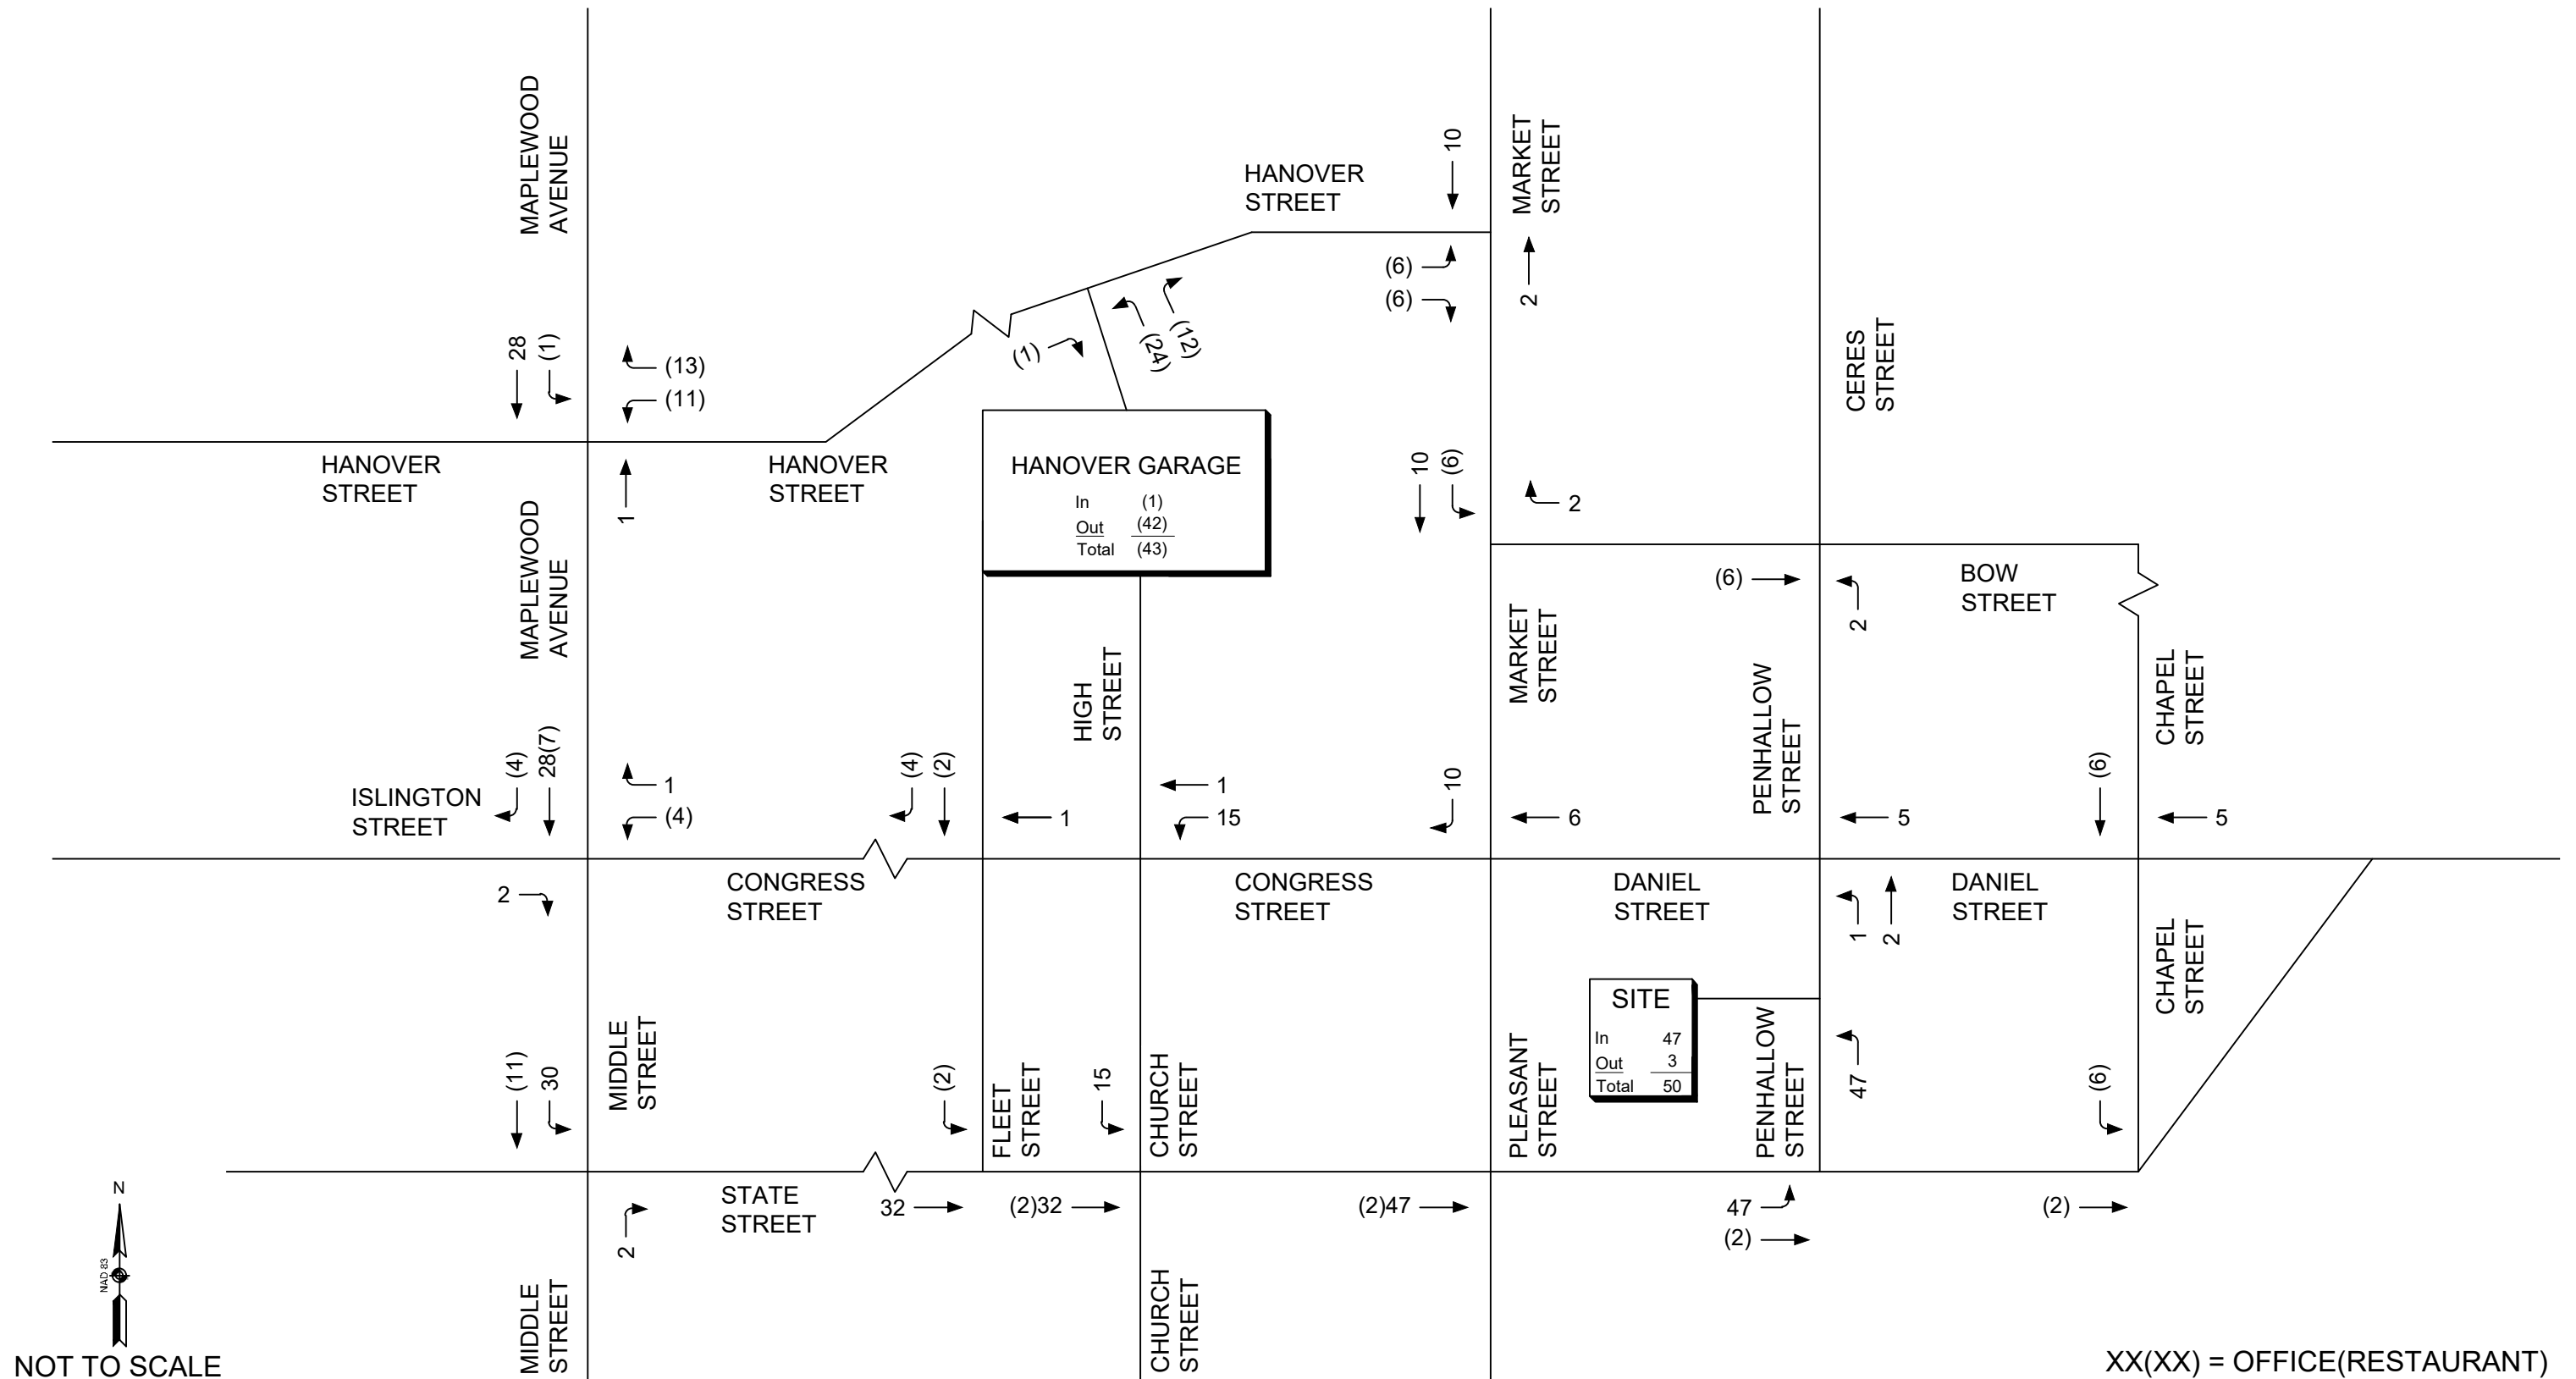 MAPLEWOOD
AVENUE
10
MARKET
STREET
HANOVER
STREET
(6)
(6)
2
28
(1)
(13)
(11)
(1)
(24)
(12)
CERES
STREET
HANOVER
STREET
HANOVER
STREET
1
HANOVER GARAGE
In (1)
Out (42)
Total (43)
10
(6)
2
MAPLEWOOD
AVENUE
(6)
2
BOW
STREET
HIGH
STREET
MARKET
STREET
PENHALLOW
STREET
CHAPEL
STREET
ISLINGTON
STREET
(4)
28(7)
1
(4)
(4)
(2)
1
1
15
10
6
5
(6)
5
2
CONGRESS
STREET
CONGRESS
STREET
DANIEL
STREET
1
2
DANIEL
STREET
CHAPEL
STREET
SITE
In 47
Out 3
Total 50
(11)
30
MIDDLE
STREET
(2)
FLEET
STREET
15
CHURCH
STREET
PLEASANT
STREET
PENHALLOW
STREET
47
(6)
N
NAD 83
NOT TO SCALE
2
STATE
STREET
32
(2)32
(2)47
47
(2)
(2)
MIDDLE
STREET
CHURCH
STREET
XX(XX) = OFFICE(RESTAURANT)